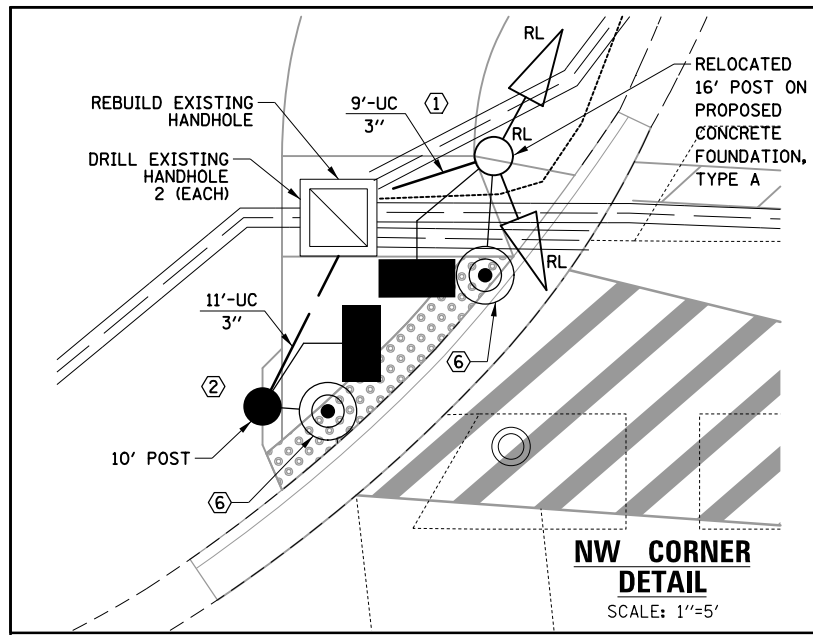 RL
REBUILD EXISTING
HANDHOLE
9'-UC
3"
1
RELOCATED
16' POST ON
PROPOSED
CONCRETE
FOUNDATION,
TYPE A
RL
DRILL EXISTING
HANDHOLE
2 (EACH)
RL
11'-UC
3"
6
2
10' POST
6
NW CORNER
DETAIL
SCALE: 1"=5'